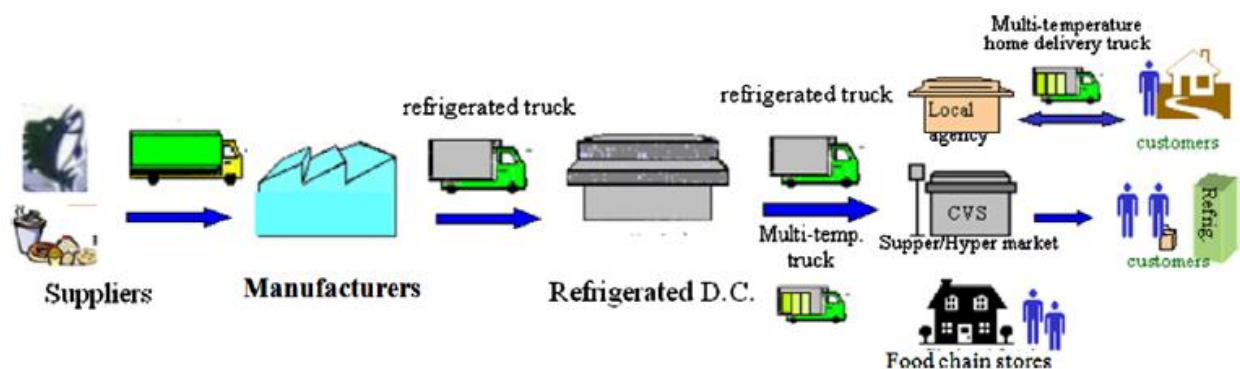 Multi-temperature
home delivery truck
refrigerated truck
refrigerated truck
Local
agency
customers
CVS
Refrig.
Multi-temp.
truck
Supper/Hyper market
customers
Suppliers
Manufacturers
Refrigerated D.C.
Food chain stores